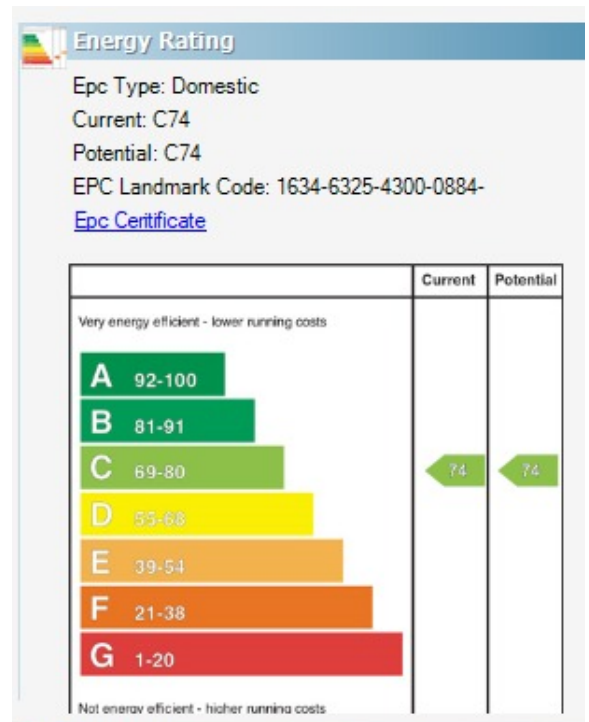 Energy Rating
Epc Type: Domestic
Current: C74
Potential: C74
EPC Landmark Code: 1634-6325-4300-0884-
Epc Ceritificate
Current Potential
Very energy efficient - lower running costs
A 92-100
B 81-91
C 69-80 74 74
D 55-68
E 39-54
F 21-38
G 1-20
Not energy efficient - higher running costs